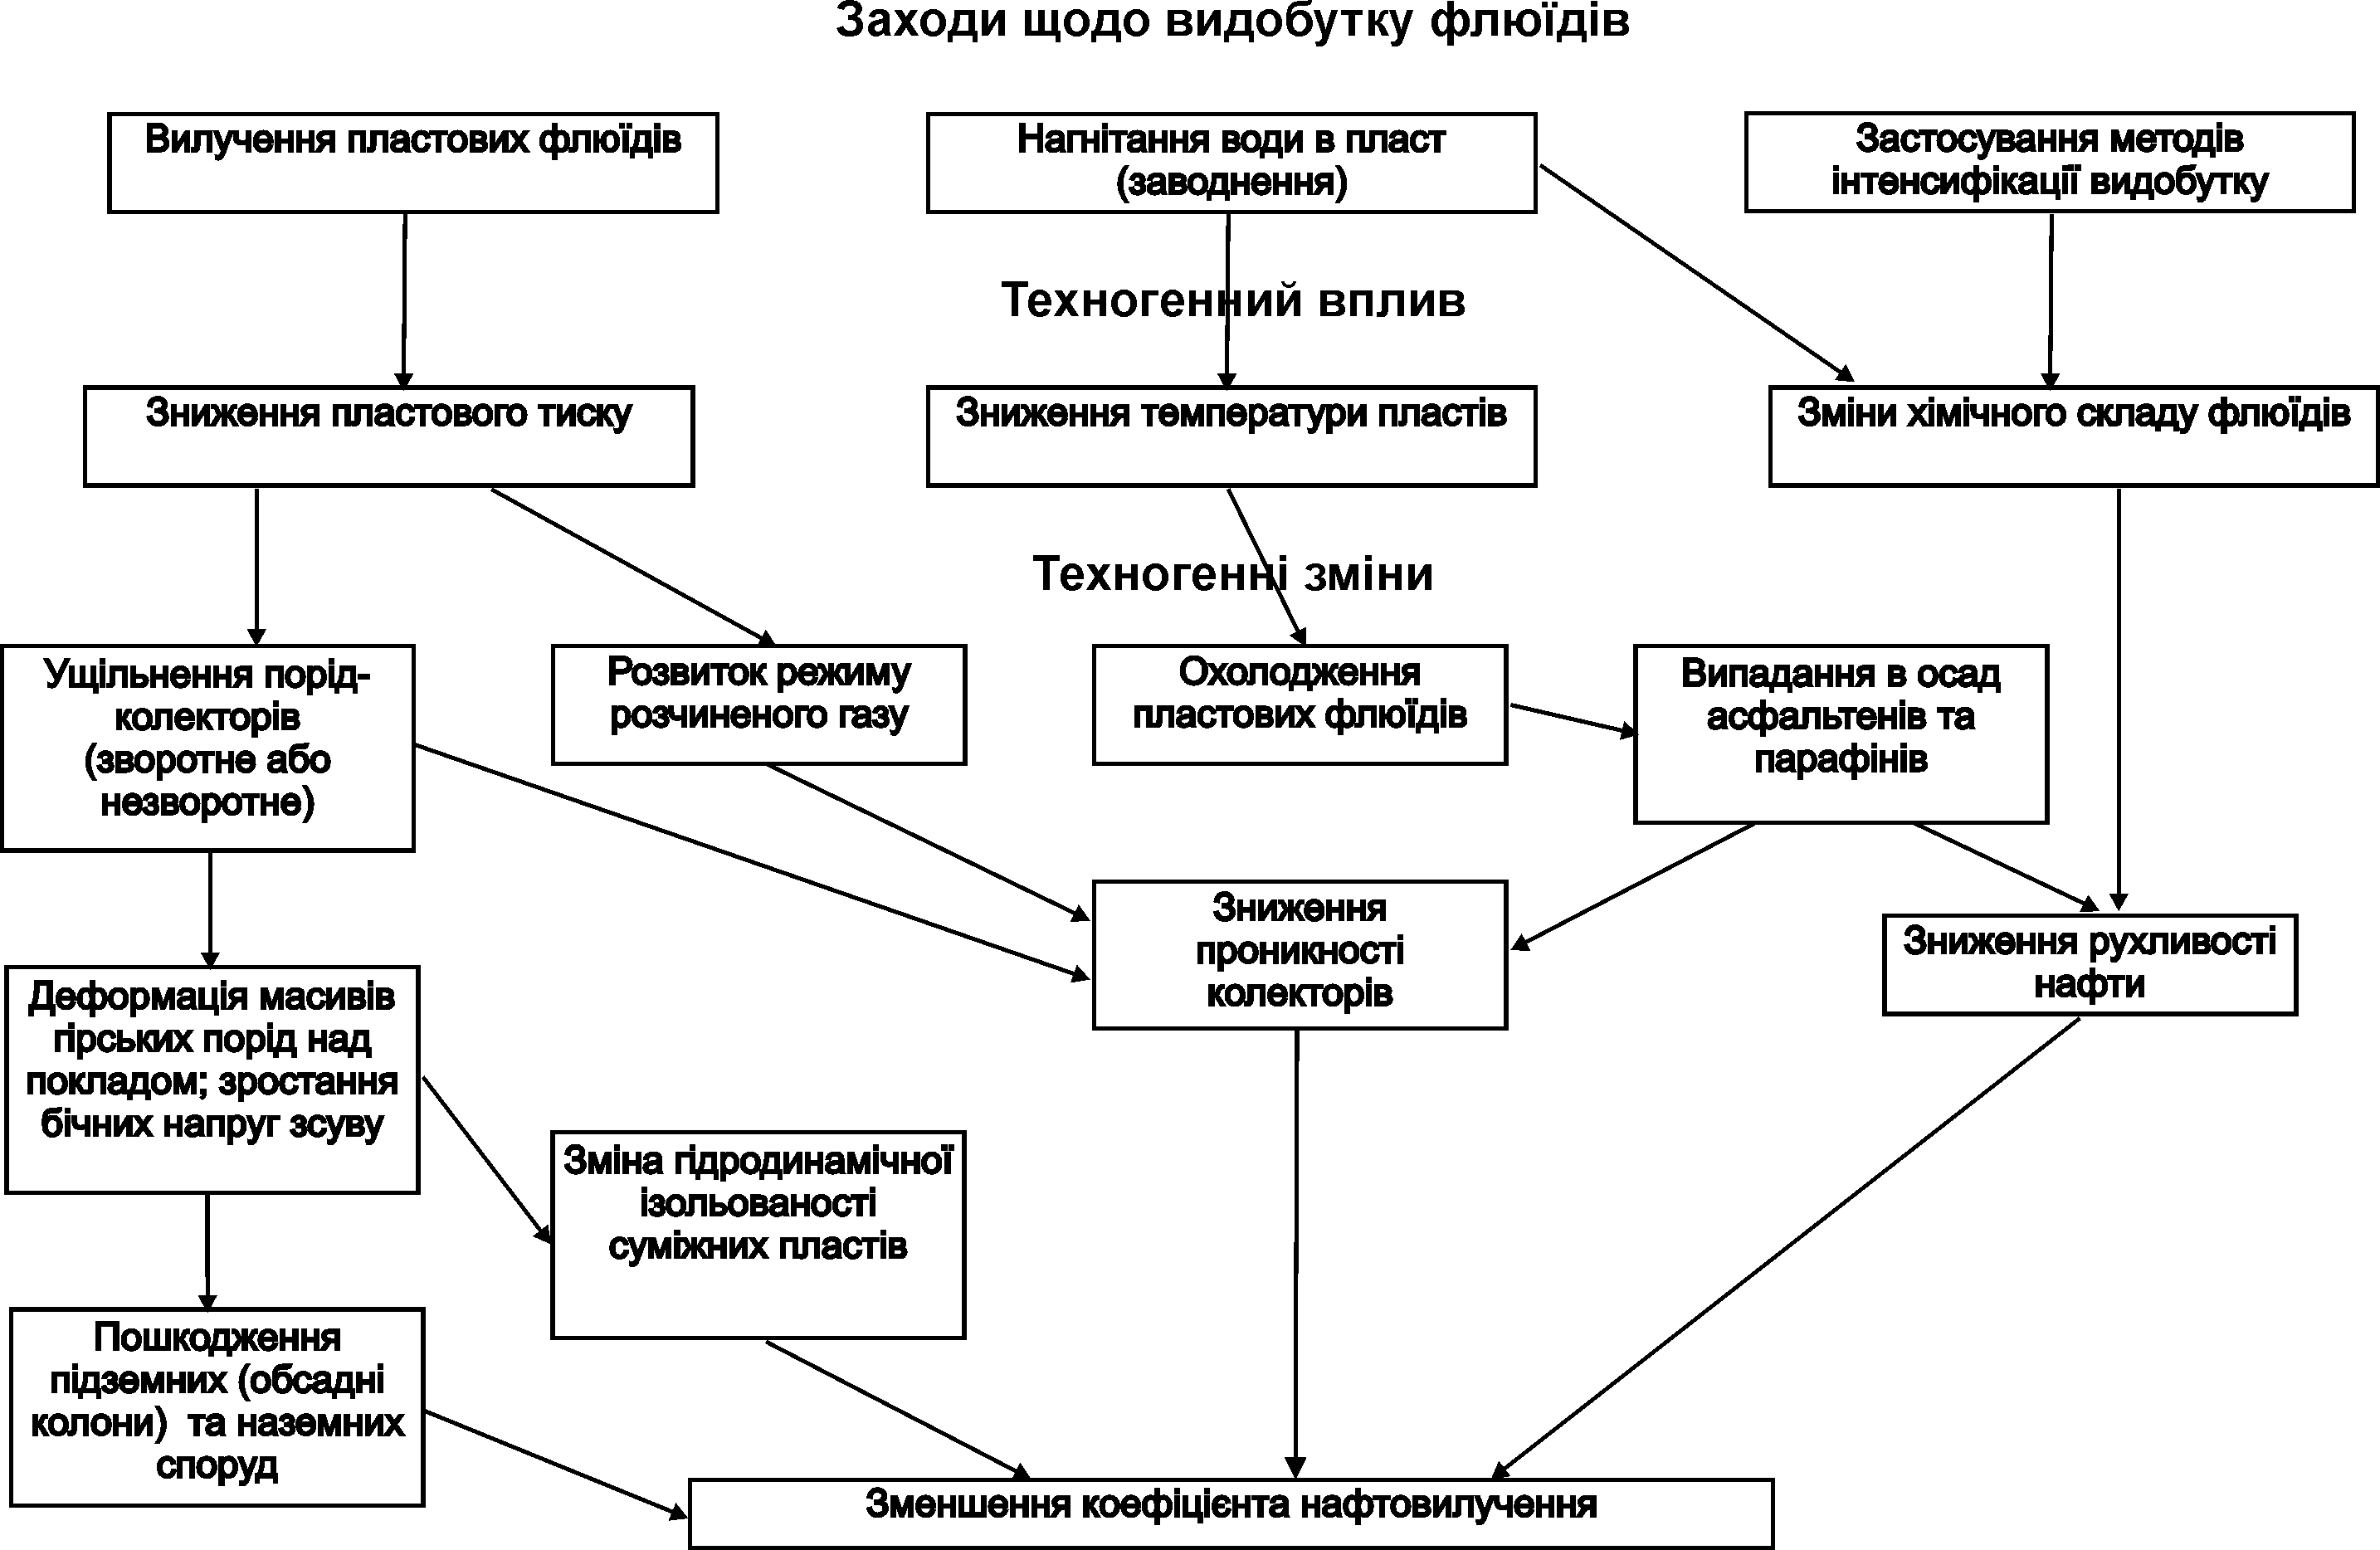 Заходи щодо видобутку флюїдів
Вилучення пластових флюїдів
Нагнітання води в пласт
(заводнення)
Застосування методів
інтенсифікації видобутку
Техногенний вплив
Зниження пластового тиску
Зниження температури пластів
Зміни хімічного складу флюїдів
Техногенні зміни
Ущільнення порід-
колекторів
(зворотне або
незворотне)
Розвиток режиму
розчиненого газу
Охолодження
пластових флюїдів
Випадання в осад
асфальтенів та
парафінів
Зниження
проникності
колекторів
Зниження рухливості
нафти
Деформація масивів
гірських порід над
покладом; зростання
бічних напруг зсуву
Зміна гідродинамічної
ізольованості
суміжних пластів
Пошкодження
підземних (обсадні
колони)  та наземних
споруд
Зменшення коефіцієнта нафтовилучення